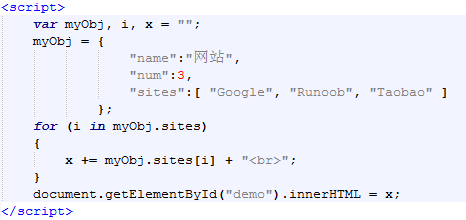 <script>
    var myObj, i, x = "";
    myObj = {
                "name":"网站",
                "num":3,
                "sites":[ "Google", "Runoob", "Taobao" ]
            };
    for (i in myObj.sites)
    {
        x += myObj.sites[i] + "<br>";
    }
    document.getElementById("demo").innerHTML = x;
</script>